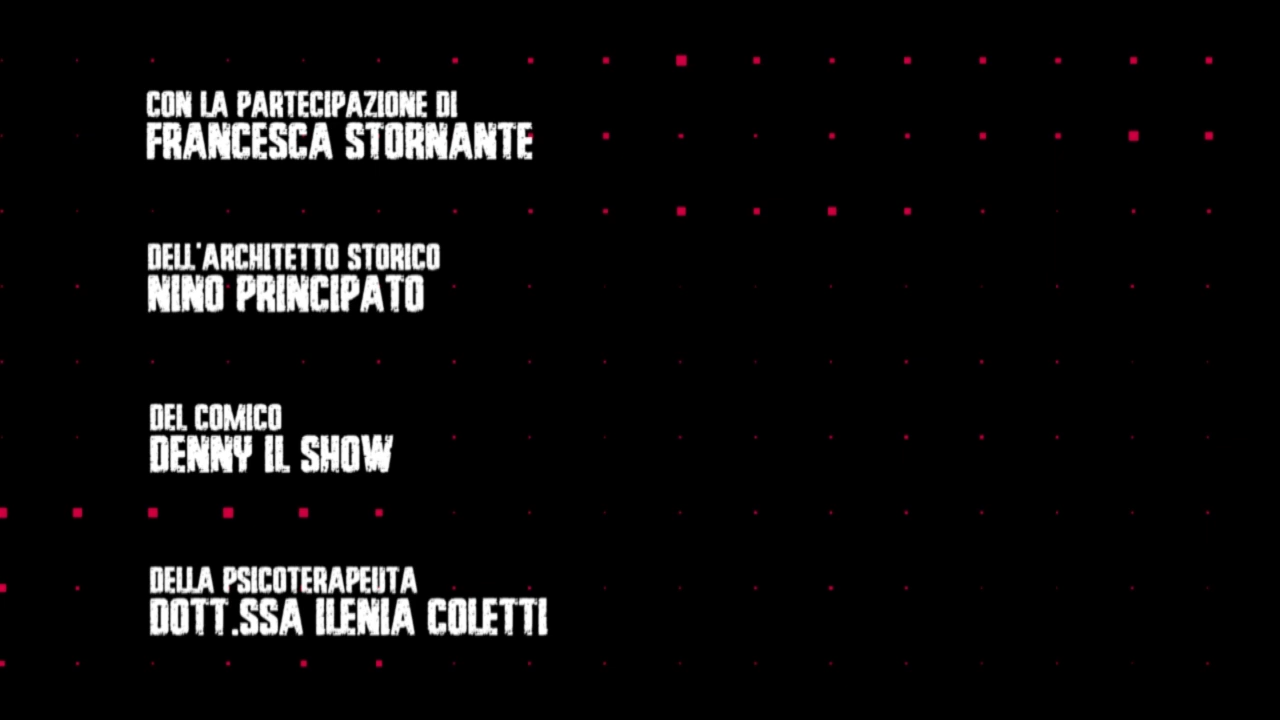 CON LA PARTECIPAZIONE DI
FRANCESCA STORNANTE
DELL'ARCHITETTO STORICO
NINO PRINCIPATO
DEL COMICO
DENNY IL SHOW
DELLA PSICOTERAPEUTA
DOTT.SSA ILENIA COLETTI